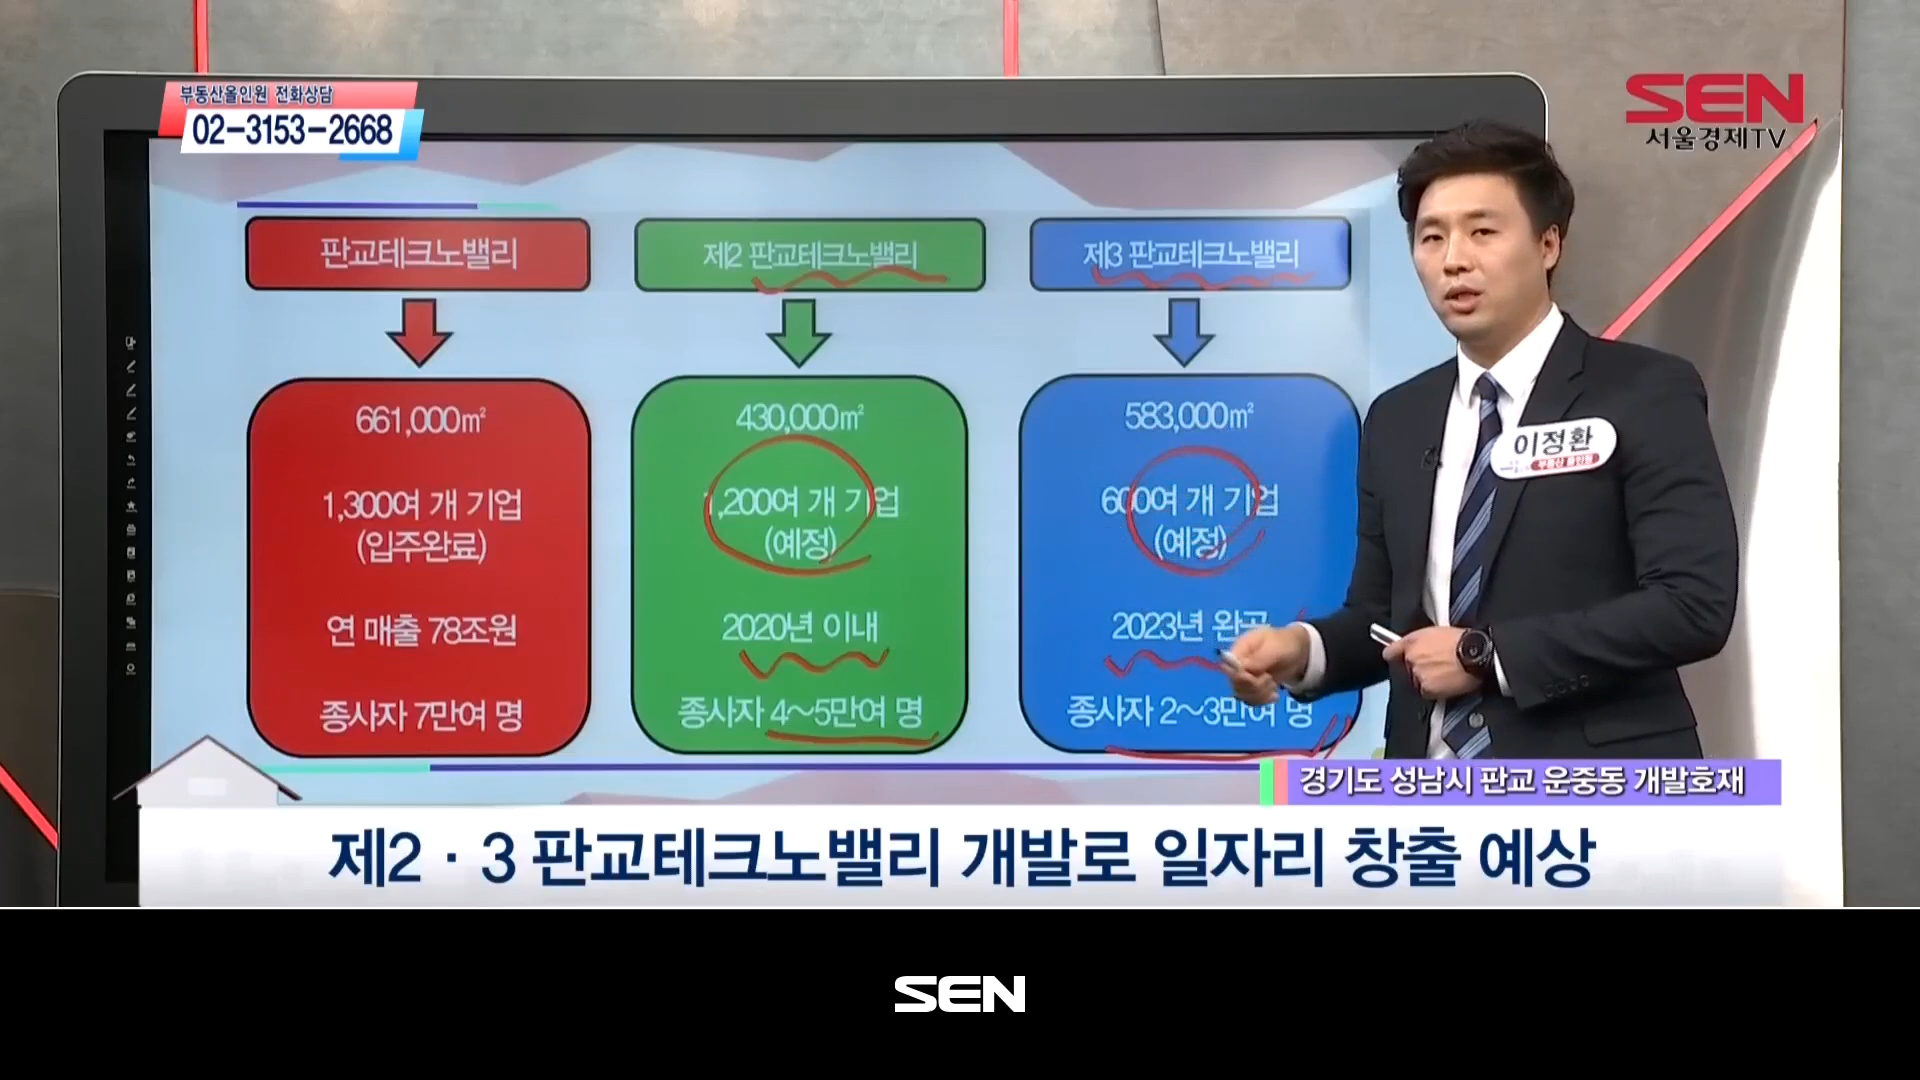 부동산올인원 전화상담
02-3153-2668
SEN
서울경제TV
판교테크노밸리
제2 판교테크노밸리
제3 판교테크노밸리
661,000㎡
1,300여 개 기업
(입주완료)
연 매출 78조원
종사자 7만여 명
430,000㎡
1,200여 개 기업
(예정)
2020년 이내
종사자 4~5만여 명
583,000㎡
600여 개 기업
(예정)
2023년 완공
종사자 2~3만여 명
이정환
경기도 성남시 판교 운중동 개발호재
제2·3 판교테크노밸리 개발로 일자리 창출 예상
SEN